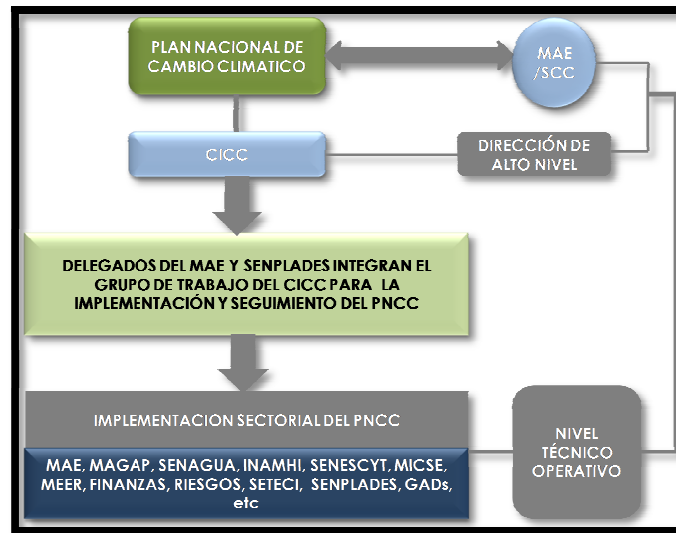 PLAN NACIONAL DE
CAMBIO CLIMATICO
MAE
/SCC
CICC
DIRECCIÓN DE
ALTO NIVEL
DELEGADOS DEL MAE Y SENPLADES INTEGRAN EL
GRUPO DE TRABAJO DEL CICC PARA LA
IMPLEMENTACIÓN Y SEGUIMIENTO DEL PNCC
IMPLEMENTACION SECTORIAL DEL PNCC
MAE, MAGAP, SENAGUA, INAMHI, SENESCYT, MICSE,
MEER, FINANZAS, RIESGOS, SETECI, SENPLADES, GADs,
etc
NIVEL
TÉCNICO
OPERATIVO